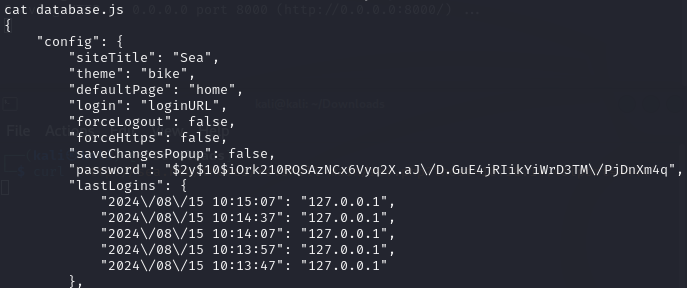 cat database.js
{
    "config": {
        "siteTitle": "Sea",
        "theme": "bike",
        "defaultPage": "home",
        "login": "loginURL",
        "forceLogout": false,
        "forceHttps": false,
        "saveChangesPopup": false,
        "password": "$2y$10$iOrk210RQSAzNCx6Vyq2X.aJ\/D.GuE4jRIikYiWrD3TM\/PjDnXm4q",
        "lastLogins": {
            "2024\/08\/15 10:15:07": "127.0.0.1",
            "2024\/08\/15 10:14:37": "127.0.0.1",
            "2024\/08\/15 10:14:07": "127.0.0.1",
            "2024\/08\/15 10:13:57": "127.0.0.1",
            "2024\/08\/15 10:13:47": "127.0.0.1"
        },